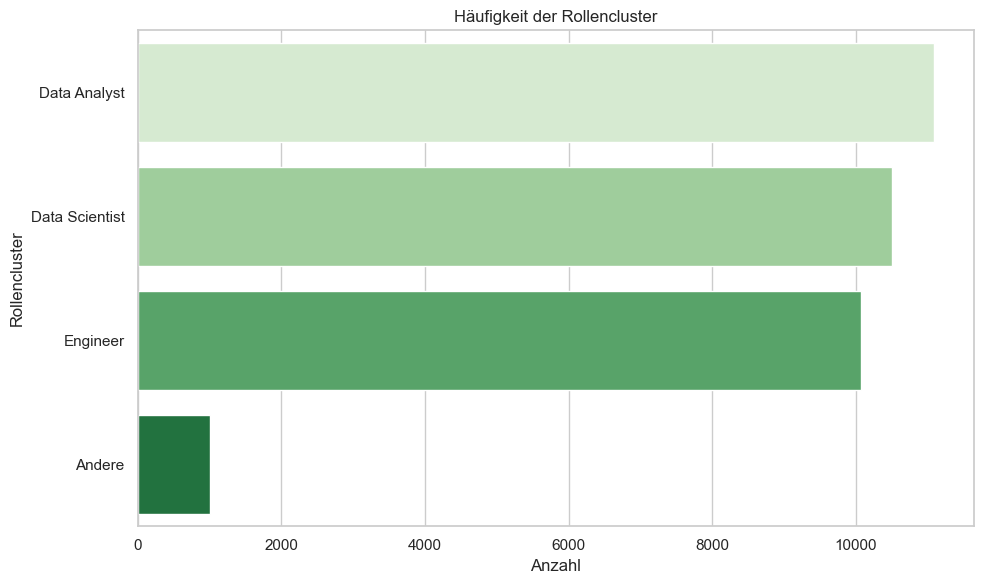 Häufigkeit der Rollencluster
Data Analyst
Data Scientist
Engineer
Andere
Rollencluster
0 2000 4000 6000 8000 10000
Anzahl